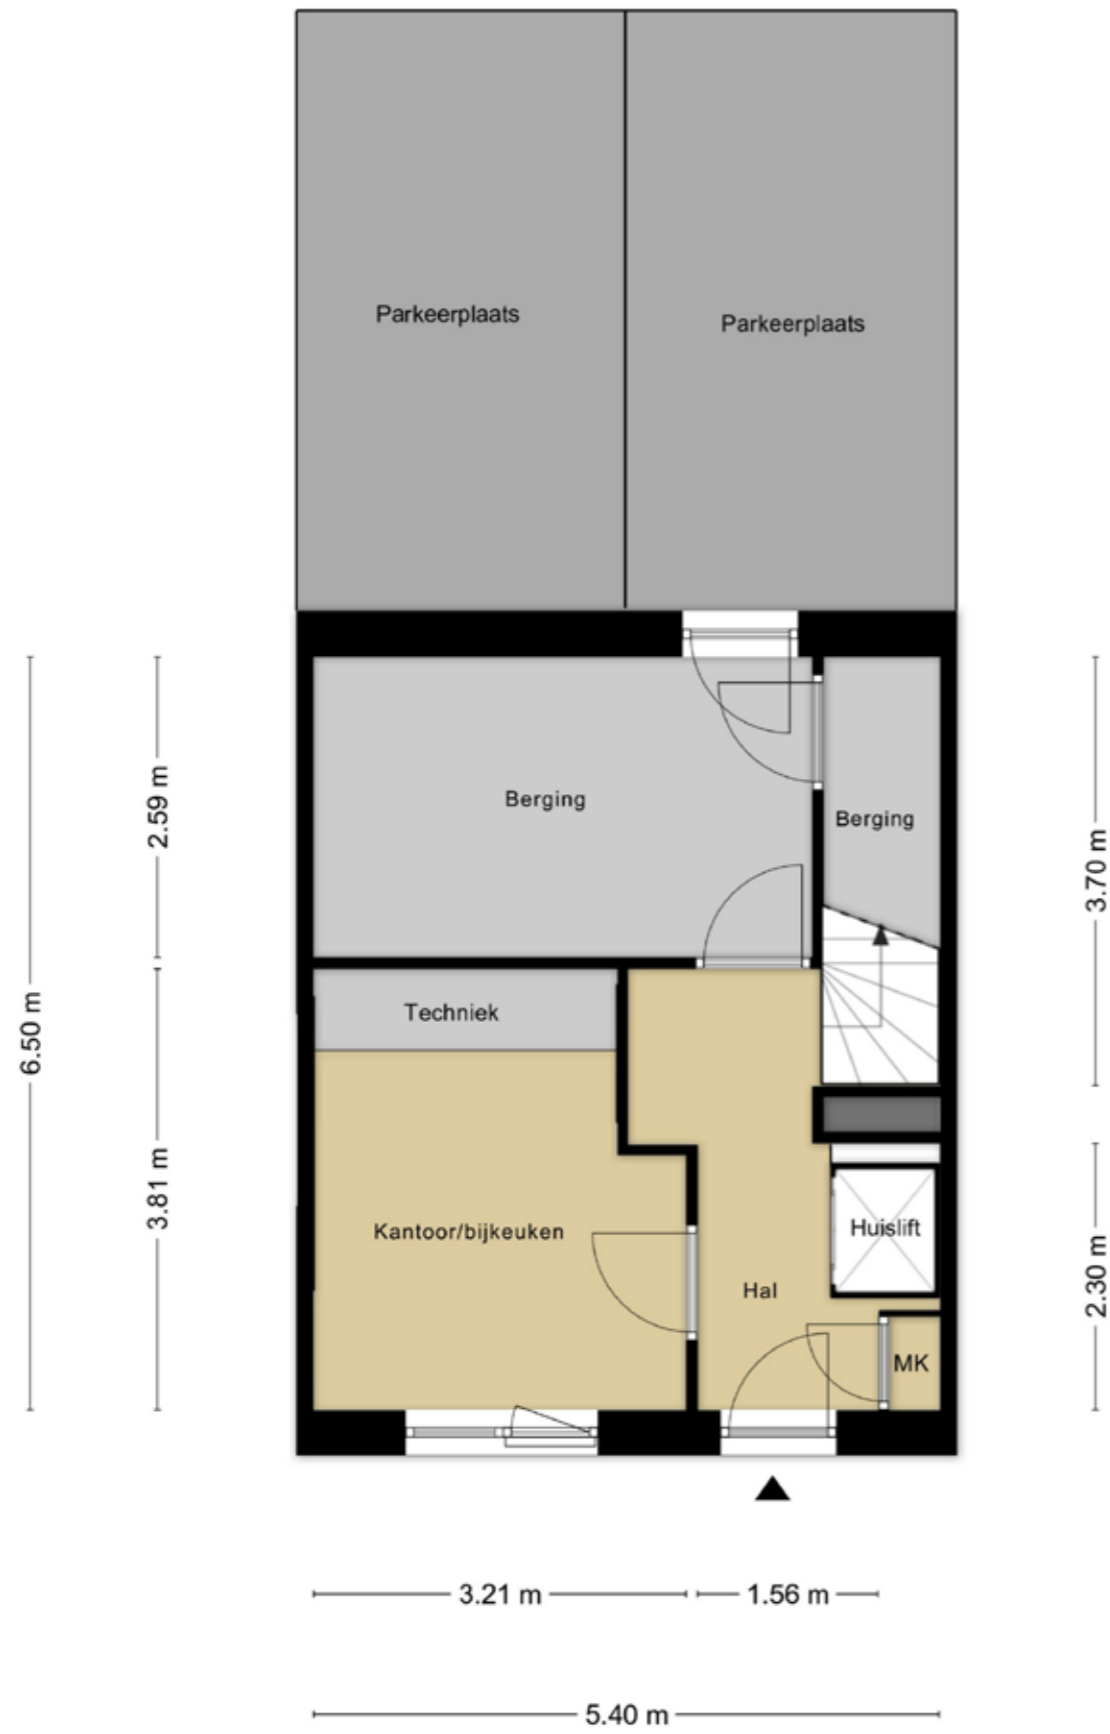 Parkeerplaats
Parkeerplaats
2.59 m
Berging
Berging
3.70 m
6.50 m
Techniek
3.81 m
Kantoor/bijkeuken
Huislift
Hal
2.30 m
MK
3.21 m
1.56 m
5.40 m